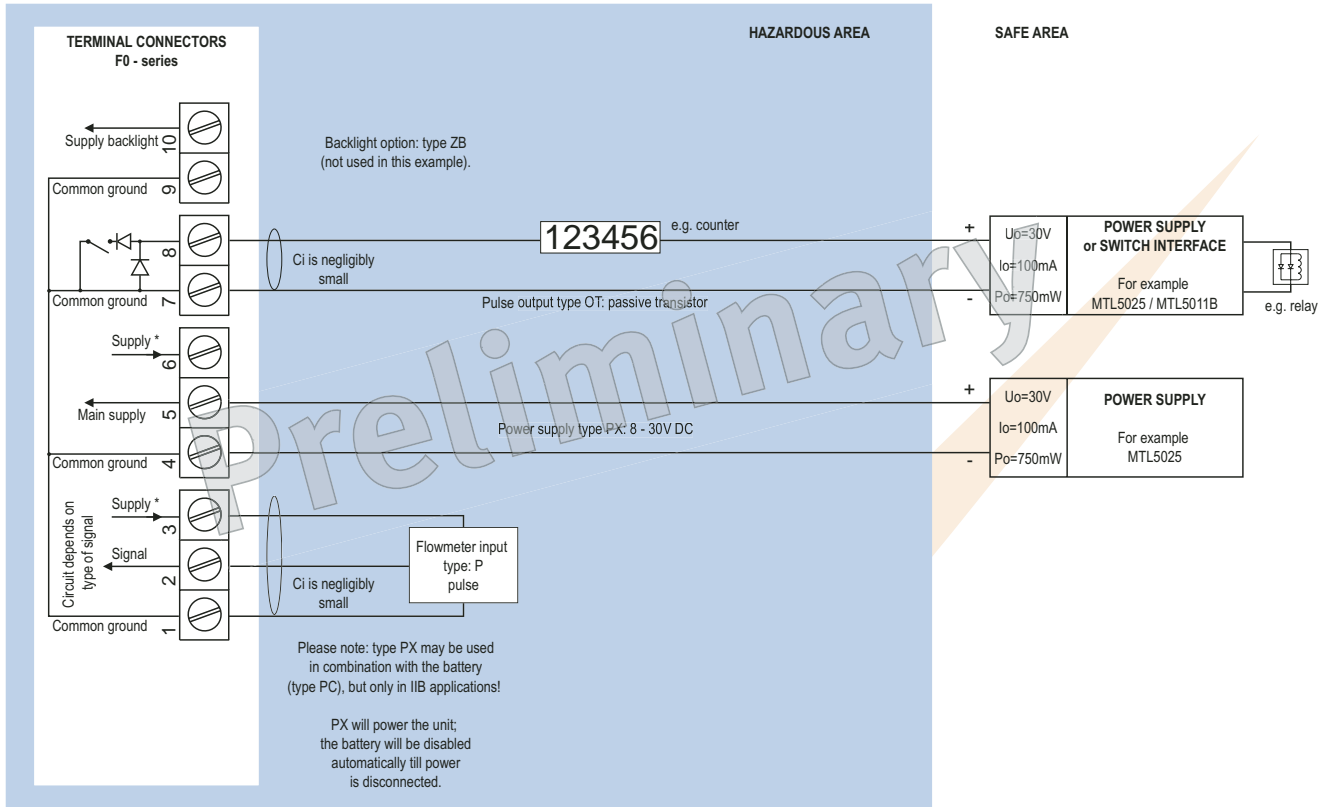 TERMINAL CONNECTORS
F0 - series
HAZARDOUS AREA
SAFE AREA
Supply backlight
10
Common ground
9
Backlight option: type ZB
(not used in this example).
8
Common ground
7
Ci is negligibly
small
123456
e.g. counter
Pulse output type OT: passive transistor
+
-
Uo=30V
Io=100mA
Po=750mW
POWER SUPPLY
or SWITCH INTERFACE
For example
MTL5025 / MTL5011B
e.g. relay
Supply *
6
Main supply
5
Common ground
4
Power supply type PX: 8 - 30V DC
+
-
Uo=30V
Io=100mA
Po=750mW
POWER SUPPLY
For example
MTL5025
Circuit depends on
type of signal
Supply *
3
Signal
2
Common ground
1
Ci is negligibly
small
Flowmeter input
type: P
pulse
Please note: type PX may be used
in combination with the battery
(type PC), but only in IIB applications!
PX will power the unit;
the battery will be disabled
automatically till power
is disconnected.
Preliminary